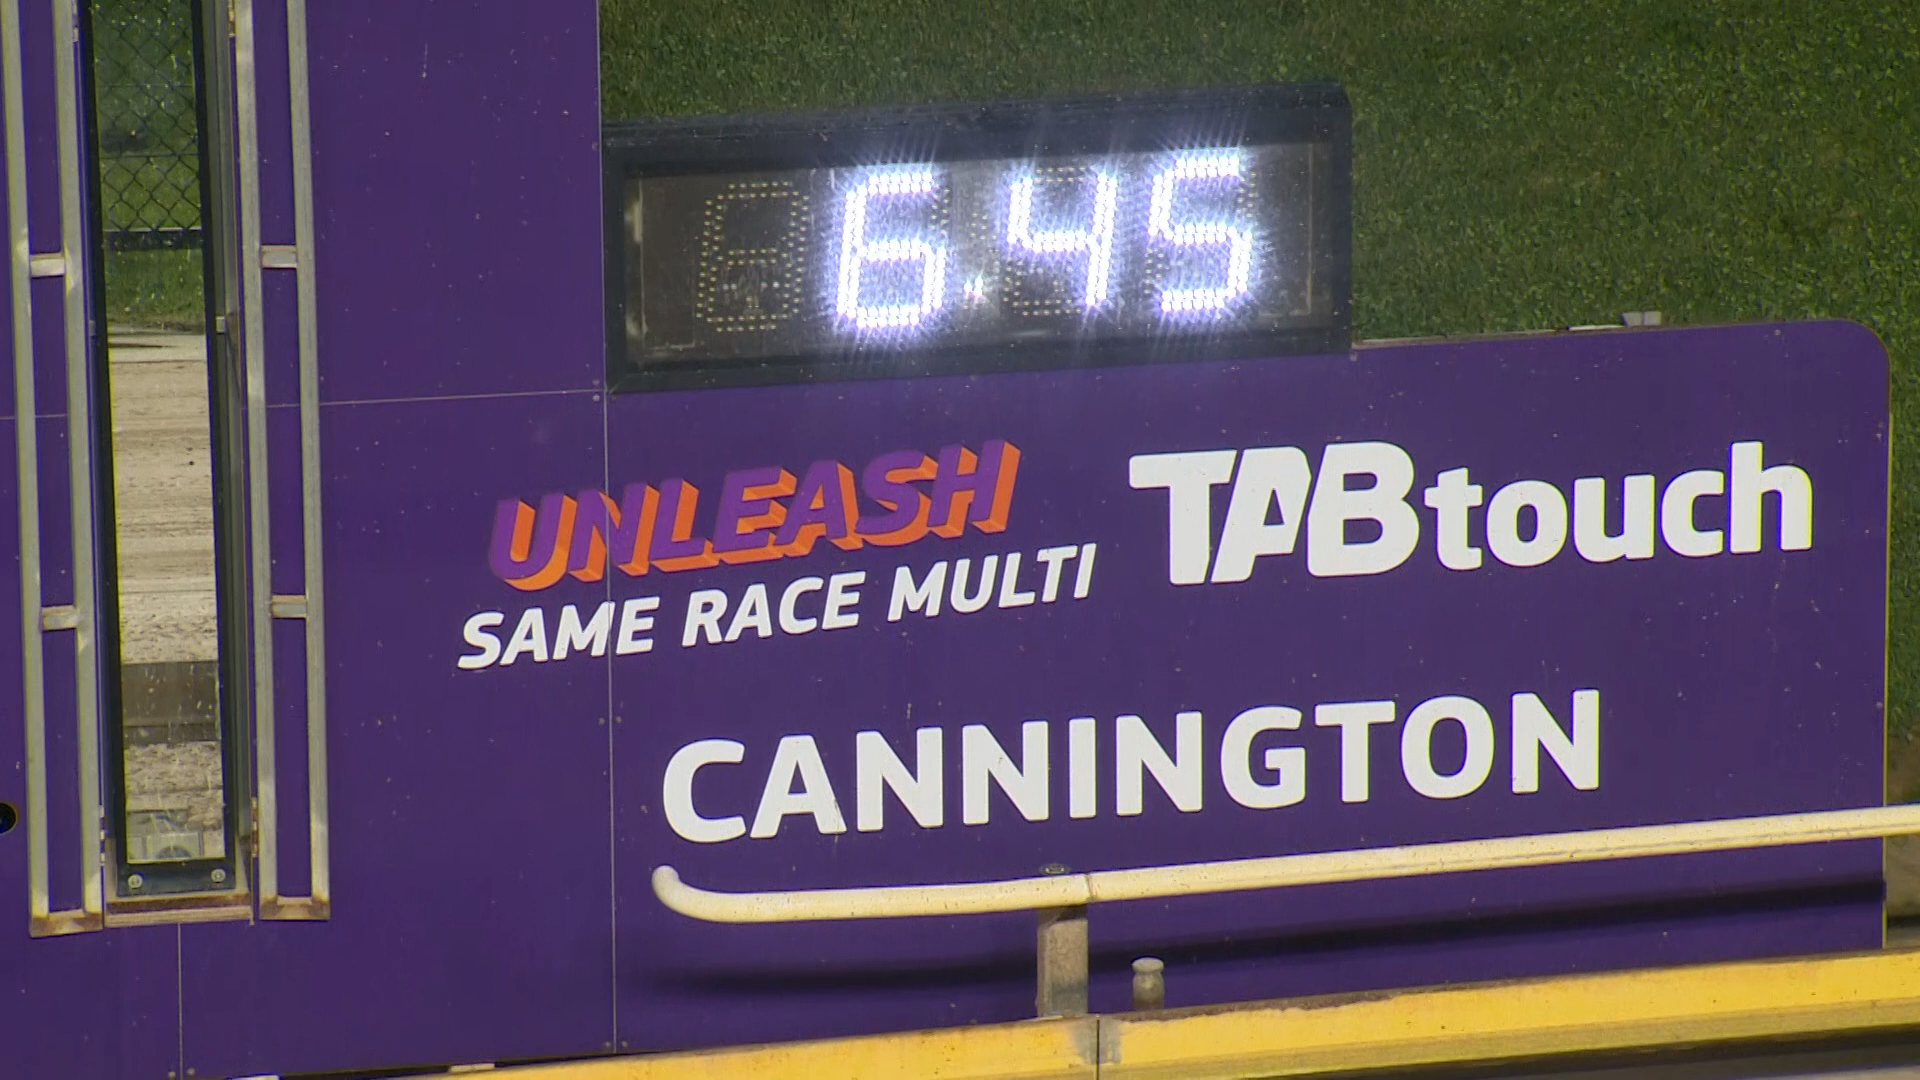 6.45
UNLEASH
SAME RACE MULTI
TABtouch
CANNINGTON